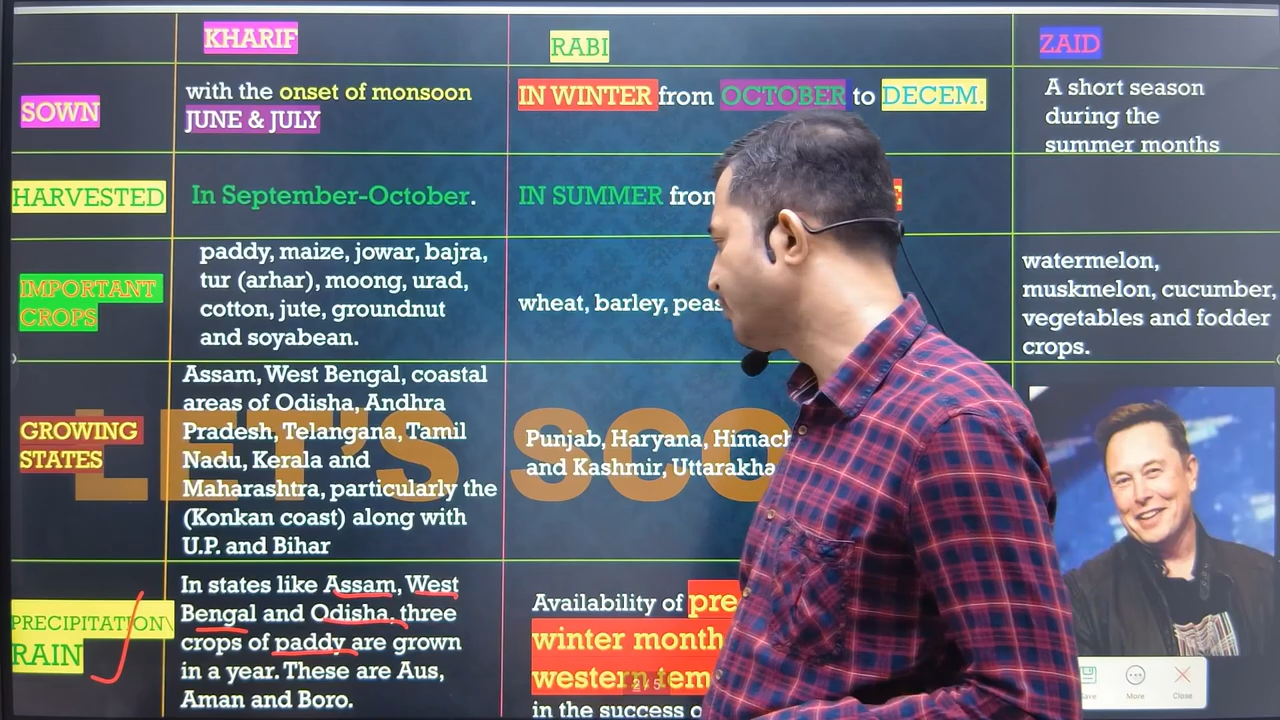 KHARIF
RABI
ZAID
SOWN
with the onset of monsoon
JUNE & JULY
IN WINTER from OCTOBER to DECEM.
A short season
during the
summer months
HARVESTED
In September-October.
IN SUMMER from
IMPORTANT
CROPS
paddy, maize, jowar, bajra,
tur (arhar), moong, urad,
cotton, jute, groundnut
and soyabean.
wheat, barley, peas
watermelon,
muskmelon, cucumber,
vegetables and fodder
crops.
GROWING
STATES
Assam, West Bengal, coastal
areas of Odisha, Andhra
Pradesh, Telangana, Tamil
Nadu, Kerala and
Maharashtra, particularly the
(Konkan coast) along with
U.P. and Bihar
Punjab, Haryana, Himach
and Kashmir, Uttarakha
LET'S SCO
PRECIPITATION\
RAIN
In states like Assam, West
Bengal and Odisha, three
crops of paddy are grown
in a year. These are Aus,
Aman and Boro.
Availability of pre
winter month
western tem
in the success o
2 / 5
More
Close